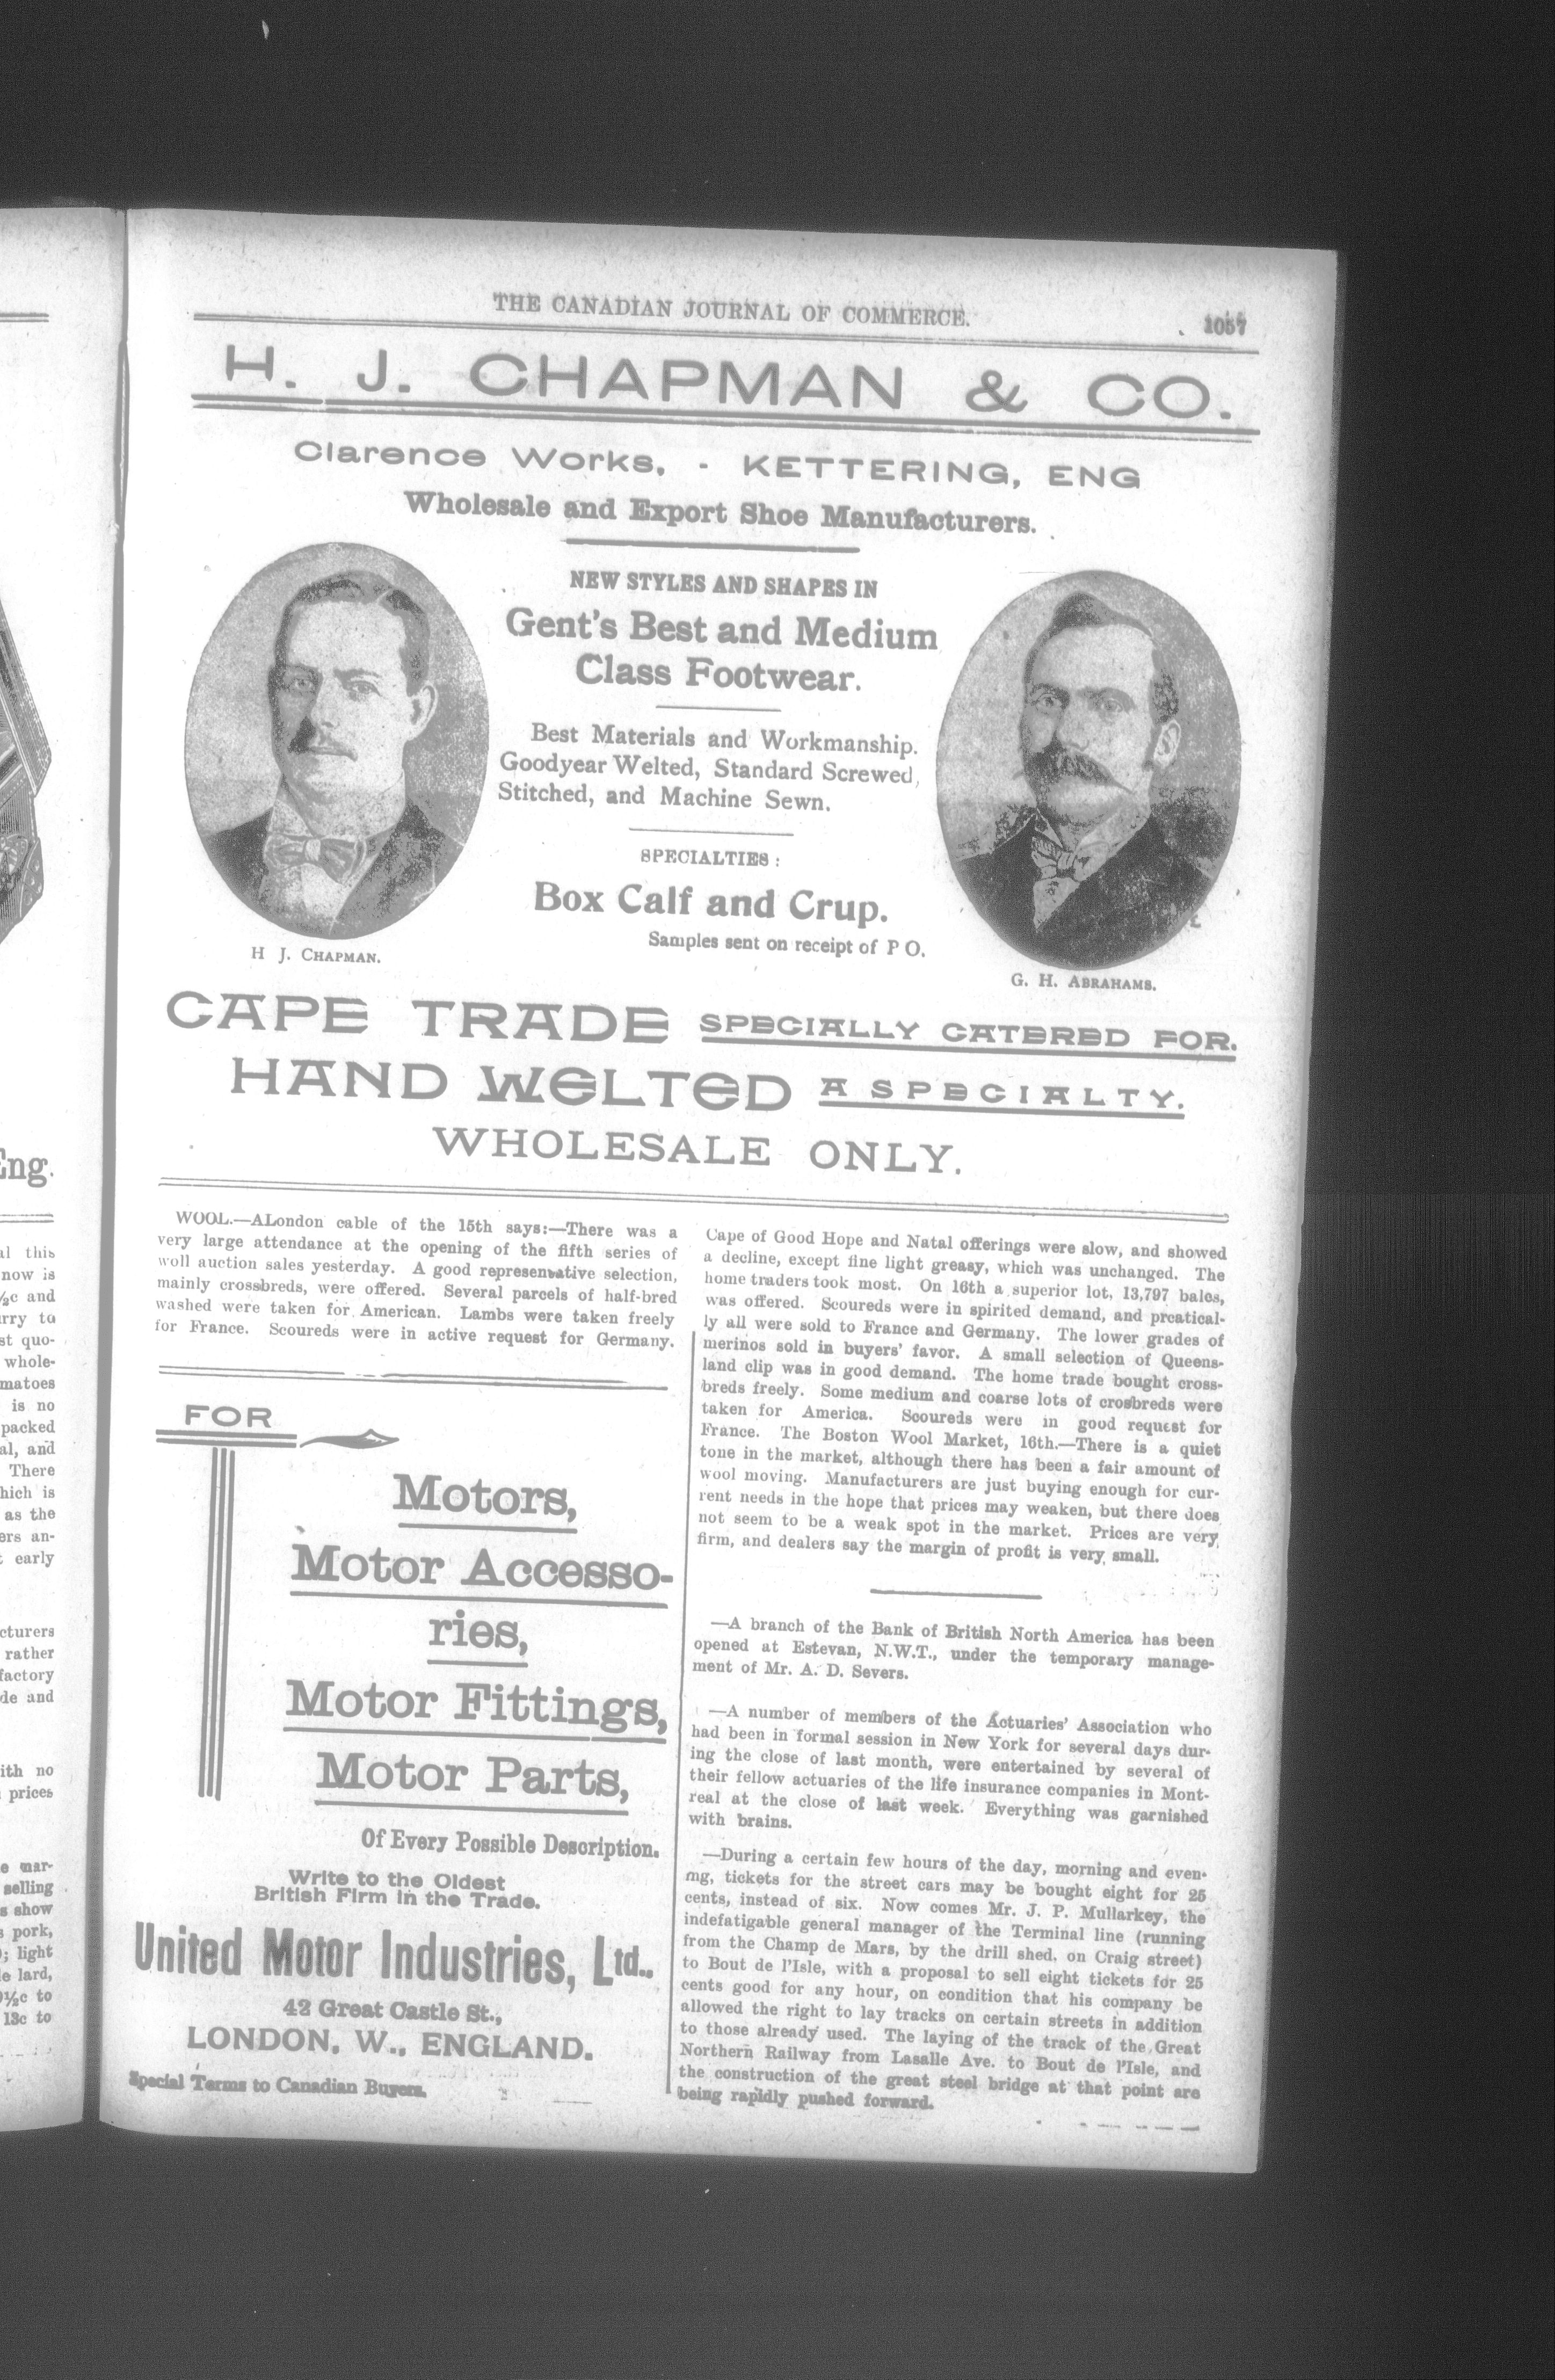 THE CANADIAN JOURNAL OF COMMERCE.
1057
H. J. CHAPMAN & CO.
Clarence Works, - KETTERING, ENG
Wholesale and Export Shoe Manufacturers.
NEW STYLES AND SHAPES IN
Gent's Best and Medium
Class Footwear.
Best Materials and Workmanship.
Goodyear Welted, Standard Screwed,
Stitched, and Machine Sewn.
SPECIALTIES:
Box Calf and Crup.
Samples sent on receipt of P O.
H J. CHAPMAN.
G. H. ABRAHAMS.
CAPE TRADE SPECIALLY CATERED FOR.
HAND WELTED A SPECIALTY.
WHOLESALE ONLY.
WOOL.—ALondon cable of the 15th says:—There was a
very large attendance at the opening of the fifth series of
woll auction sales yesterday. A good representative selection,
mainly crossbreds, were offered. Several parcels of half-bred
washed were taken for American. Lambs were taken freely
for France. Scoureds were in active request for Germany.
FOR
Motors,
Motor Accesso-
ries,
Motor Fittings,
Motor Parts,
Of Every Possible Description.
Write to the Oldest
British Firm in the Trade.
United Motor Industries, Ltd.,
42 Great Castle St.,
LONDON, W., ENGLAND.
Special Terms to Canadian Buyers.
Cape of Good Hope and Natal offerings were slow, and showed
a decline, except fine light greasy, which was unchanged. The
home traders took most. On 16th a superior lot, 13,797 bales,
was offered. Scoureds were in spirited demand, and prcatical-
ly all were sold to France and Germany. The lower grades of
merinos sold in buyers' favor. A small selection of Queens-
land clip was in good demand. The home trade bought cross-
breds freely. Some medium and coarse lots of crosbreds were
taken for America. Scoureds were in good request for
France. The Boston Wool Market, 16th.—There is a quiet
tone in the market, although there has been a fair amount of
wool moving. Manufacturers are just buying enough for cur-
rent needs in the hope that prices may weaken, but there does
not seem to be a weak spot in the market. Prices are very
firm, and dealers say the margin of profit is very small.
—A branch of the Bank of British North America has been
opened at Estevan, N.W.T., under the temporary manage-
ment of Mr. A. D. Severs.
—A number of members of the Actuaries' Association who
had been in formal session in New York for several days dur-
ing the close of last month, were entertained by several of
their fellow actuaries of the life insurance companies in Mont-
real at the close of last week. Everything was garnished
with brains.
—During a certain few hours of the day, morning and even-
ing, tickets for the street cars may be bought eight for 25
cents, instead of six. Now comes Mr. J. P. Mullarkey, the
indefatigable general manager of the Terminal line (running
from the Champ de Mars, by the drill shed, on Craig street)
to Bout de l'Isle, with a proposal to sell eight tickets for 25
cents good for any hour, on condition that his company be
allowed the right to lay tracks on certain streets in addition
to those already used. The laying of the track of the Great
Northern Railway from Lasalle Ave. to Bout de l'Isle, and
the construction of the great steel bridge at that point are
being rapidly pushed forward.